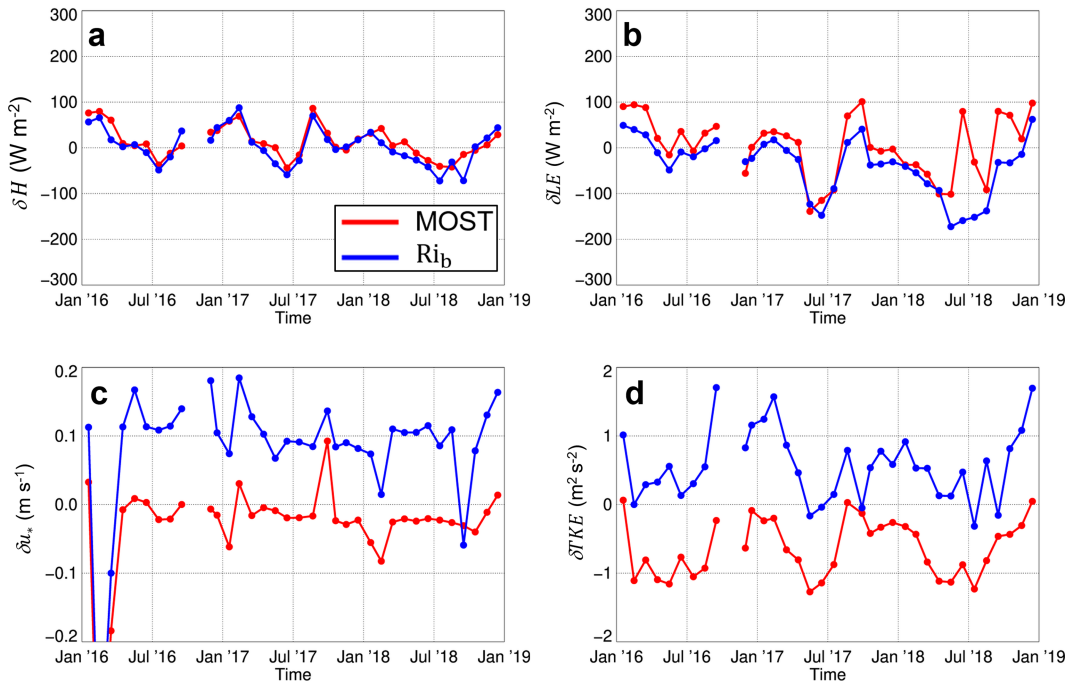 a
300
200
100
0
−100
−200
−300
δH (W m-2)
MOST
Rib
Jan '16 Jul '16 Jan '17 Jul '17 Jan '18 Jul '18 Jan '19
Time
b
300
200
100
0
−100
−200
−300
δLE (W m-2)
Jan '16 Jul '16 Jan '17 Jul '17 Jan '18 Jul '18 Jan '19
Time
c
0.2
0.1
0.0
−0.1
−0.2
δu* (m s-1)
Jan '16 Jul '16 Jan '17 Jul '17 Jan '18 Jul '18 Jan '19
Time
d
2
1
0
−1
−2
δTKE (m2 s-2)
Jan '16 Jul '16 Jan '17 Jul '17 Jan '18 Jul '18 Jan '19
Time